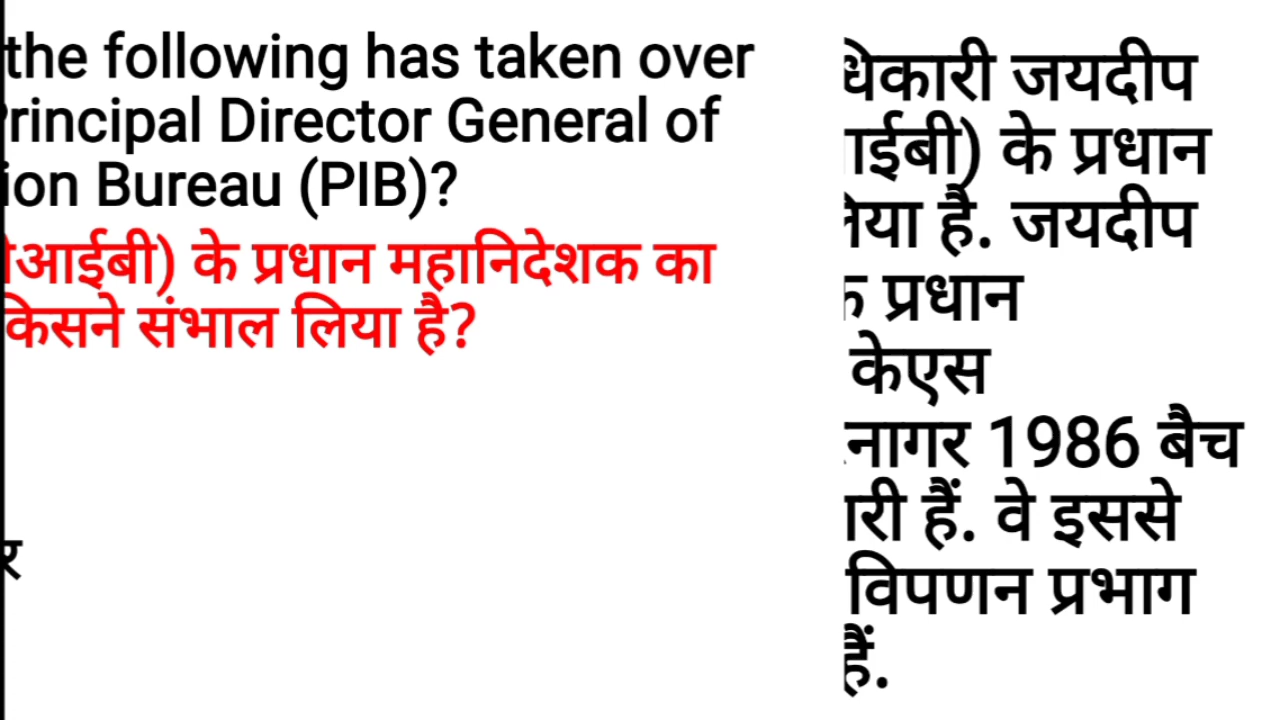 the following has taken over
Principal Director General of
ion Bureau (PIB)?
ीआईबी) के प्रधान महानिदेशक का
किसने संभाल लिया है?
र
धिकारी जयदीप
ाईबी) के प्रधान
लिया है. जयदीप
के प्रधान
केएस
नागर 1986 बैच
ारी हैं. वे इससे
विपणन प्रभाग
हैं.